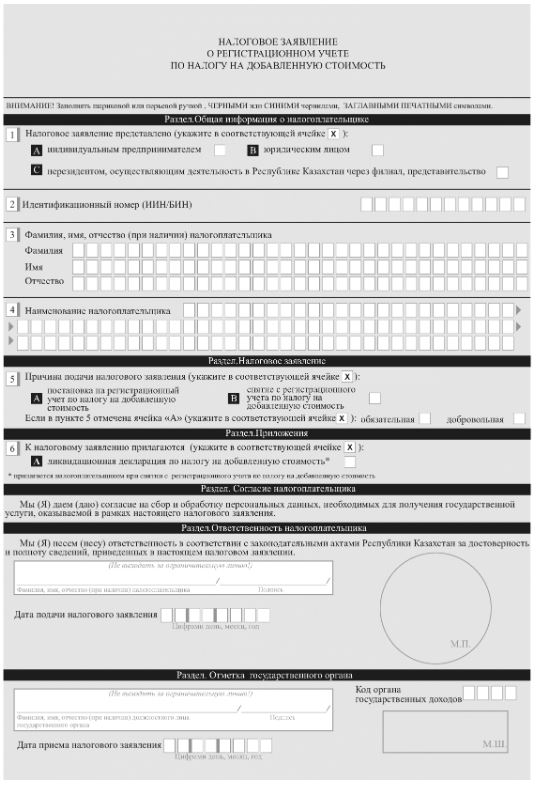 НАЛОГОВОЕ ЗАЯВЛЕНИЕ
О РЕГИСТРАЦИОННОМ УЧЕТЕ
ПО НАЛОГУ НА ДОБАВЛЕННУЮ СТОИМОСТЬ
ВНИМАНИЕ! Заполнять шариковой или перьевой ручкой , ЧЕРНЫМИ или СИНИМИ чернилами, ЗАГЛАВНЫМИ ПЕЧАТНЫМИ символами.
Раздел.Общая информация о налогоплательщике
1 Налоговое заявление представлено (укажите в соответствующей ячейке X ):
A индивидуальным предпринимателем B юридическим лицом
C нерезидентом, осуществляющим деятельность в Республике Казахстан через филиал, представительство
2 Идентификационный номер (ИИН/БИН)
3 Фамилия, имя, отчество (при наличии) налогоплательщика
Фамилия
Имя
Отчество
4 Наименование налогоплательщика
Раздел.Налоговое заявление
5 Причина подачи налогового заявления (укажите в соответствующей ячейке X ):
A постановка на регистрационный учет по налогу на добавленную стоимость B снятие с регистрационного учета по налогу на добавленную стоимость
Если в пункте 5 отмечена ячейка «А» (укажите в соответствующей ячейке X ): обязательная добровольная
Раздел.Приложения
6 К налоговому заявлению прилагаются (укажите в соответствующей ячейке X ):
A ликвидационная декларация по налогу на добавленную стоимость*
* прилагается налогоплательщиком при снятии с регистрационного учета по налогу на добавленную стоимость
Раздел. Согласие налогоплательщика
Мы (Я) даем (даю) согласие на сбор и обработку персональных данных, необходимых для получения государственной
услуги, оказываемой в рамках настоящего налогового заявления.
Раздел.Ответственность налогоплательщика
Мы (Я) несем (несу) ответственность в соответствии с законодательными актами Республики Казахстан за достоверность
и полноту сведений, приведенных в настоящем налоговом заявлении.
(Не выходить за ограничительную линию!)
/ /
Фамилия, имя, отчество (при наличии) налогоплательщика Подпись
Дата подачи налогового заявления
Цифрами день, месяц, год
М.П.
Раздел. Отметка государственного органа
(Не выходить за ограничительную линию!)
/ /
Фамилия, имя, отчество (при наличии) должностного лица Подпись
государственного органа
Код органа
государственных доходов
Дата приема налогового заявления
Цифрами день, месяц, год
М.Ш.